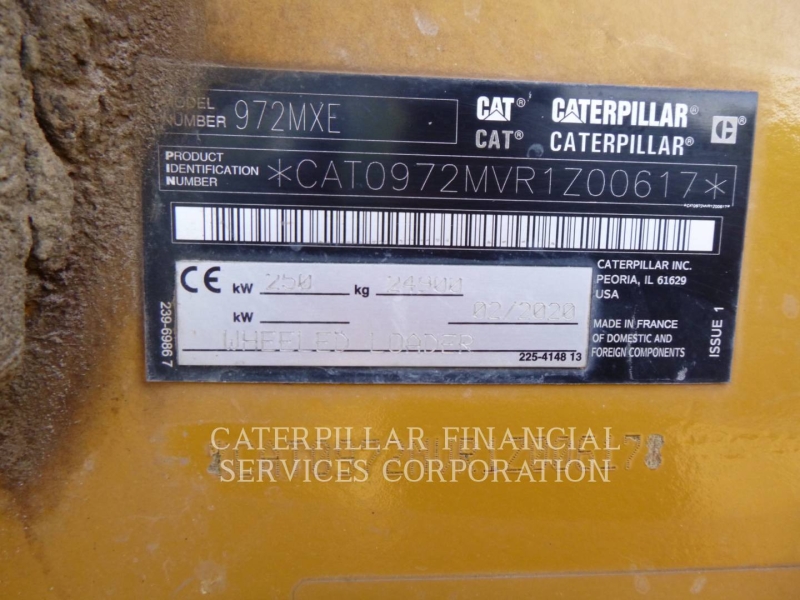 MODEL
NUMBER 972MXE
CAT® CATERPILLAR® C®
CAT® CATERPILLAR®
PRODUCT
IDENTIFICATION
NUMBER *CAT0972MVR1Z00617*
CE kW 250 kg 24900
kW 02/2020
WHEELED LOADER
225-4148 13
239-6986 7
CATERPILLAR INC.
PEORIA, IL 61629
USA
MADE IN FRANCE
OF DOMESTIC AND
FOREIGN COMPONENTS
ISSUE 1
CATERPILLAR FINANCIAL
SERVICES CORPORATION